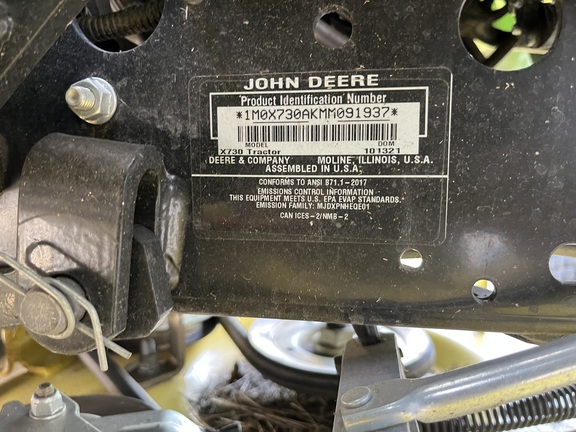 JOHN DEERE
Product Identification Number
*1M0X730AKMM091937*
MODEL DOM
X730 Tractor 101321
DEERE & COMPANY MOLINE, ILLINOIS, U.S.A.
ASSEMBLED IN U.S.A.
CONFORMS TO ANSI B71.1-2017
EMISSIONS CONTROL INFORMATION
THIS EQUIPMENT MEETS U.S. EPA EVAP STANDARDS.
EMISSION FAMILY: MJDXPNHEQE01
CAN ICES-2/NMB-2